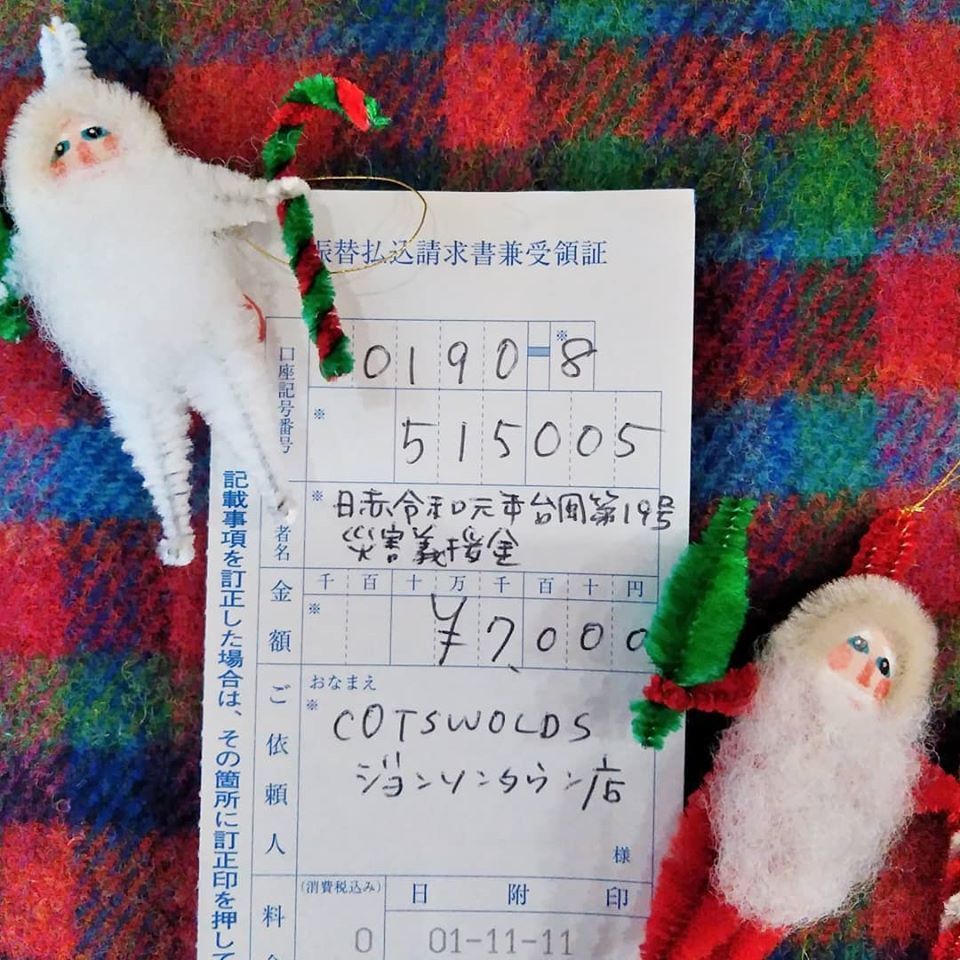 振替払込請求書兼受領証
口座記号番号
0190-8
※
※
515005
者名
※
日赤令和元年台風第19号
災害義援金
金額
千百十万千百十円
※
¥7,000
ご依頼人
おなまえ
※
COTSWOLDS
ジョンソンタウン店
様
料
(消費税込み)
0
日附印
01-11-11
記載事項を訂正した場合は、その箇所に訂正印を押して